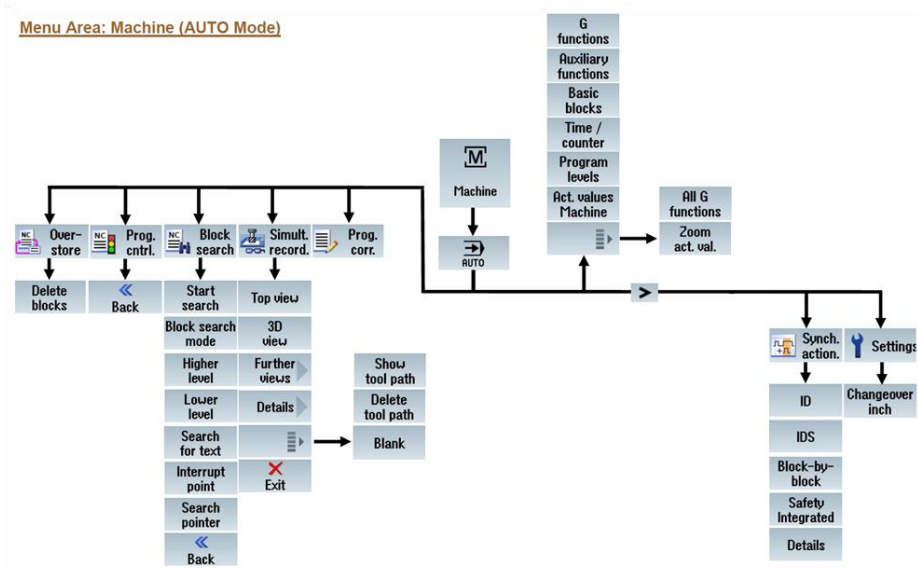 Menu Area: Machine (AUTO Mode)
G
functions
Auxiliary
functions
Basic
blocks
Time /
counter
Program
levels
Act. values
Machine
All G
functions
Zoom
act. val.
M
Machine
AUTO
NC
Over-
store
Delete
blocks
NC
Prog.
cntrl.
Back
NC
Block
search
Start
search
Block search
mode
Higher
level
Lower
level
Search
for text
Interrupt
point
Search
pointer
Back
Simult.
record.
Top view
3D
view
Further
views
Details
Exit
Show
tool path
Delete
tool path
Blank
Prog.
corr.
>
Synch.
action.
ID
IDS
Block-by-
block
Safety
Integrated
Details
Settings
Changeover
inch